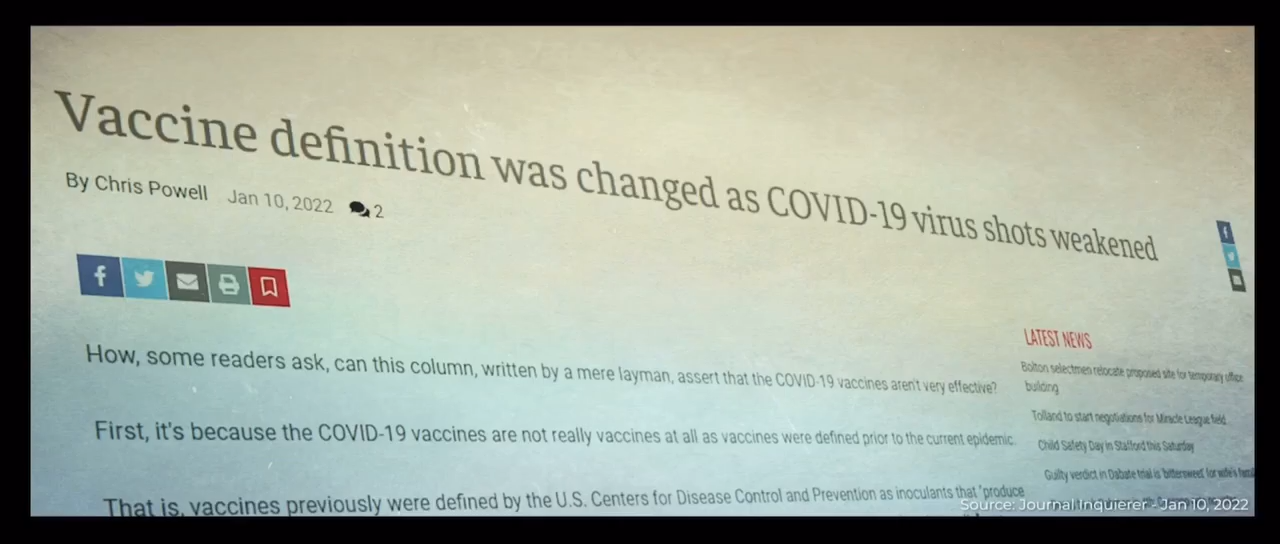 Vaccine definition was changed as COVID-19 virus shots weakened
By Chris Powell Jan 10, 2022 2
How, some readers ask, can this column, written by a mere layman, assert that the COVID-19 vaccines aren't very effective?
First, it's because the COVID-19 vaccines are not really vaccines at all as vaccines were defined prior to the current epidemic.
That is, vaccines previously were defined by the U.S. Centers for Disease Control and Prevention as inoculants that "produce
LATEST NEWS
Bolton selectmen relocate proposed site for temporary office
building
Tolland to start negotiations for Miracle League field
Child Safety Day in Stafford this Saturday
Guilty verdict in Dabate trial is 'bittersweet' for wife's
Source: Journal Inquierer - Jan 10, 2022